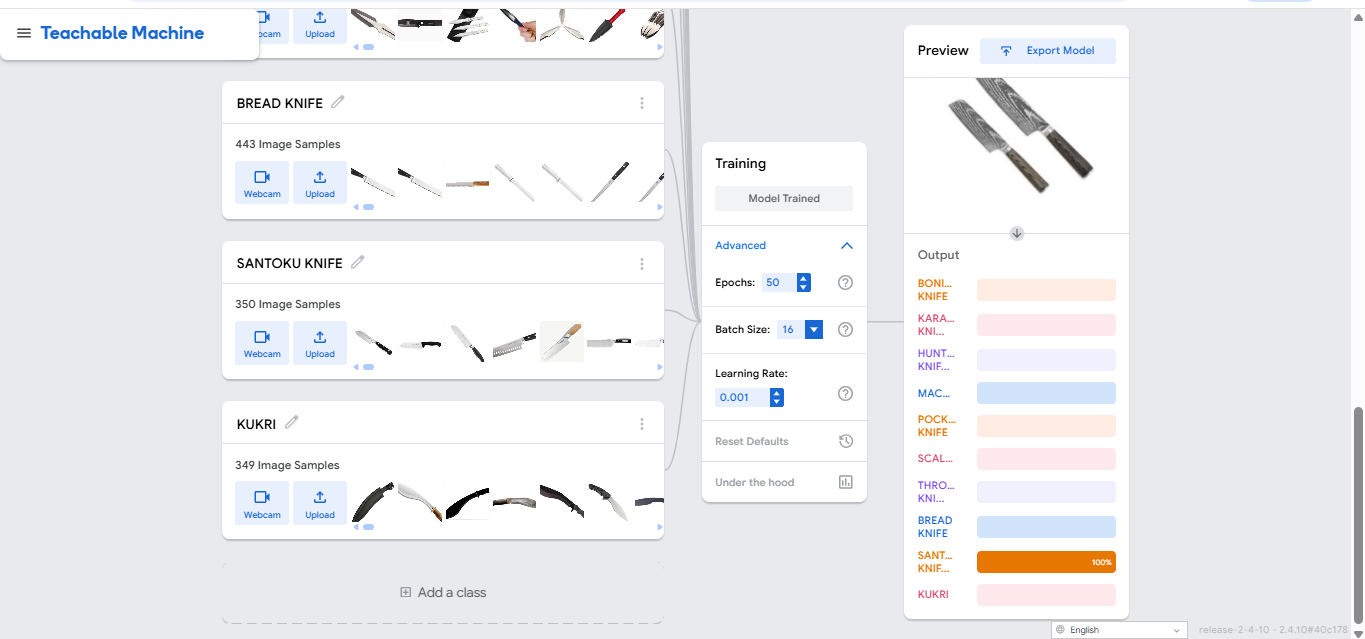 Teachable Machine
Webcam
Upload
BREAD KNIFE
443 Image Samples
Webcam
Upload
SANTOKU KNIFE
350 Image Samples
Webcam
Upload
KUKRI
349 Image Samples
Webcam
Upload
Add a class
Training
Model Trained
Advanced
Epochs: 50
Batch Size: 16
Learning Rate:
0.001
Reset Defaults
Under the hood
Preview
Export Model
Output
BONI...
KNIFE
KARA...
KNI...
HUNT...
KNIF...
MAC...
POCK...
KNIFE
SCAL...
THRO...
KNI...
BREAD
KNIFE
SANT...
KNIF...
100%
KUKRI
English
release-2-4-10 - 2.4.10#40c178